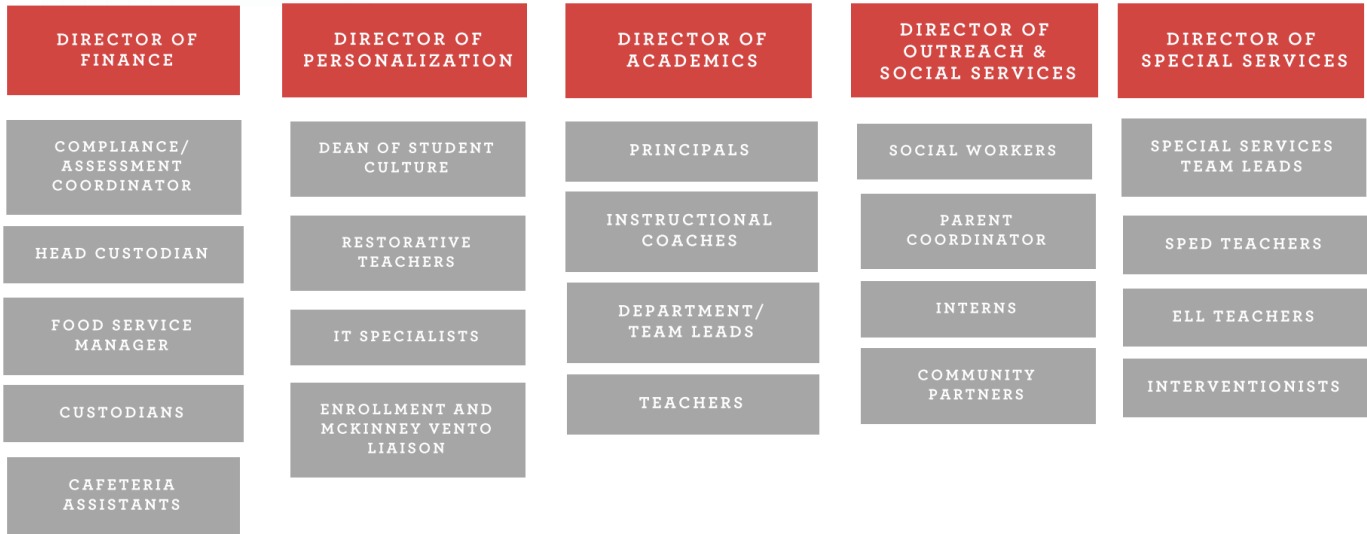 DIRECTOR OF
FINANCE
COMPLIANCE/
ASSESSMENT
COORDINATOR
HEAD CUSTODIAN
FOOD SERVICE
MANAGER
CUSTODIANS
CAFETERIA
ASSISTANTS
DIRECTOR OF
PERSONALIZATION
DEAN OF STUDENT
CULTURE
RESTORATIVE
TEACHERS
IT SPECIALISTS
ENROLLMENT AND
MCKINNEY VENTO
LIAISON
DIRECTOR OF
ACADEMICS
PRINCIPALS
INSTRUCTIONAL
COACHES
DEPARTMENT/
TEAM LEADS
TEACHERS
DIRECTOR OF
OUTREACH &
SOCIAL SERVICES
SOCIAL WORKERS
PARENT
COORDINATOR
INTERNS
COMMUNITY
PARTNERS
DIRECTOR OF
SPECIAL SERVICES
SPECIAL SERVICES
TEAM LEADS
SPED TEACHERS
ELL TEACHERS
INTERVENTIONISTS